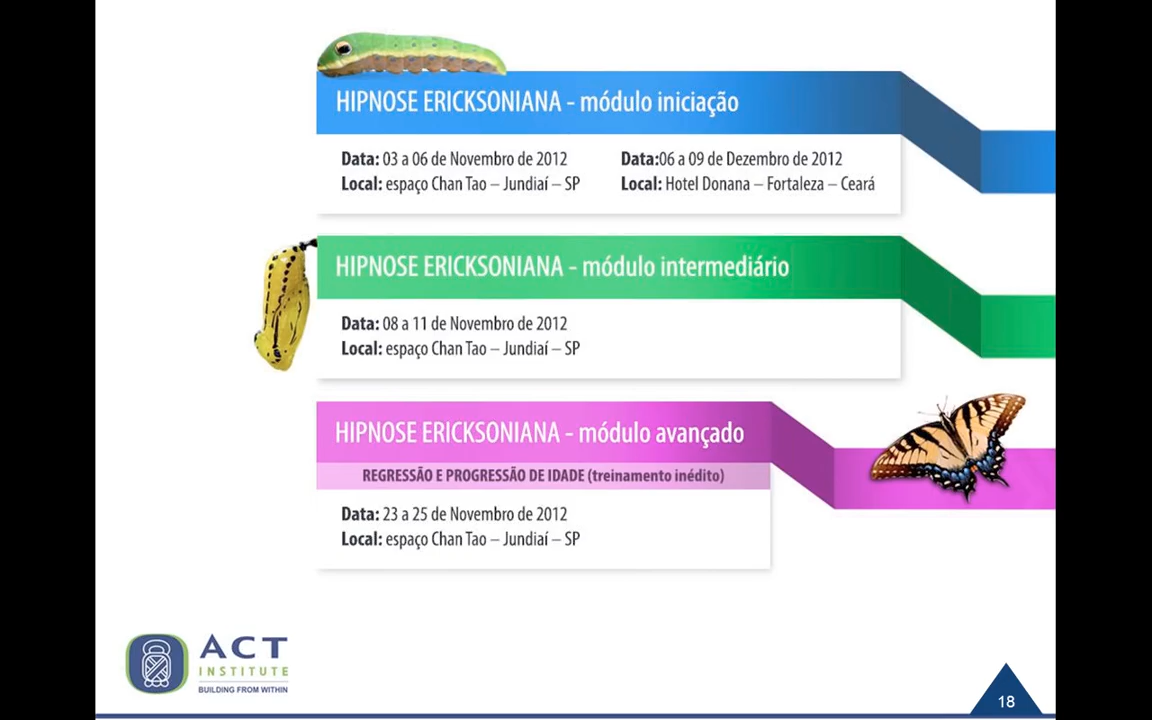 HIPNOSE ERICKSONIANA - módulo iniciação
Data: 03 a 06 de Novembro de 2012
Local: espaço Chan Tao – Jundiaí – SP
Data:06 a 09 de Dezembro de 2012
Local: Hotel Donana – Fortaleza – Ceará
HIPNOSE ERICKSONIANA - módulo intermediário
Data: 08 a 11 de Novembro de 2012
Local: espaço Chan Tao – Jundiaí – SP
HIPNOSE ERICKSONIANA - módulo avançado
REGRESSÃO E PROGRESSÃO DE IDADE (treinamento inédito)
Data: 23 a 25 de Novembro de 2012
Local: espaço Chan Tao – Jundiaí – SP
ACT
INSTITUTE
BUILDING FROM WITHIN
18